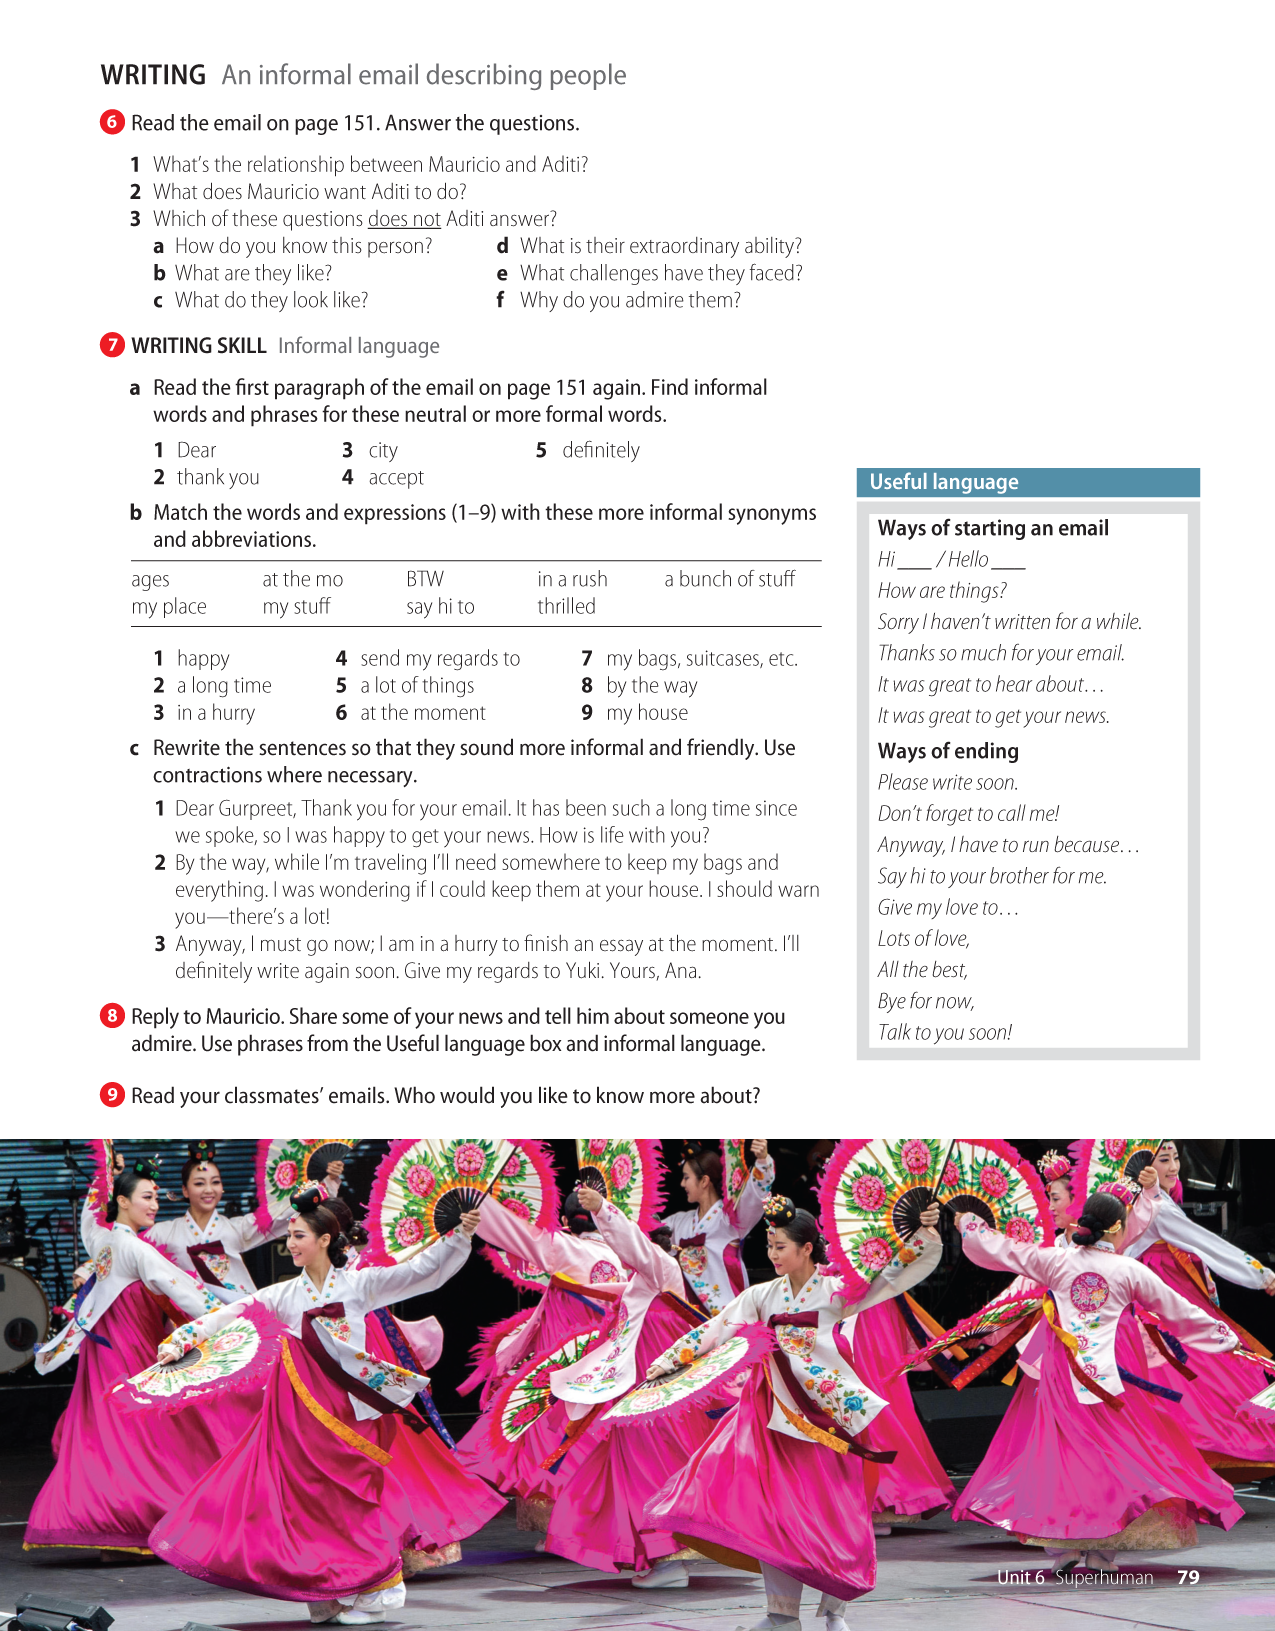 WRITING An informal email describing people
6 Read the email on page 151. Answer the questions.
1 What's the relationship between Mauricio and Aditi?
2 What does Mauricio want Aditi to do?
3 Which of these questions does not Aditi answer?
a How do you know this person?
b What are they like?
c What do they look like?
d What is their extraordinary ability?
e What challenges have they faced?
f Why do you admire them?
7 WRITING SKILL Informal language
a Read the first paragraph of the email on page 151 again. Find informal
words and phrases for these neutral or more formal words.
1 Dear
2 thank you
3 city
4 accept
5 definitely
b Match the words and expressions (1–9) with these more informal synonyms
and abbreviations.
ages at the mo BTW in a rush a bunch of stuff
my place my stuff say hi to thrilled
1 happy
2 a long time
3 in a hurry
4 send my regards to
5 a lot of things
6 at the moment
7 my bags, suitcases, etc.
8 by the way
9 my house
c Rewrite the sentences so that they sound more informal and friendly. Use
contractions where necessary.
1 Dear Gurpreet, Thank you for your email. It has been such a long time since
we spoke, so I was happy to get your news. How is life with you?
2 By the way, while I'm traveling I'll need somewhere to keep my bags and
everything. I was wondering if I could keep them at your house. I should warn
you—there's a lot!
3 Anyway, I must go now; I am in a hurry to finish an essay at the moment. I'll
definitely write again soon. Give my regards to Yuki. Yours, Ana.
8 Reply to Mauricio. Share some of your news and tell him about someone you
admire. Use phrases from the Useful language box and informal language.
9 Read your classmates' emails. Who would you like to know more about?
Useful language
Ways of starting an email
Hi ___ / Hello ___
How are things?
Sorry I haven't written for a while.
Thanks so much for your email.
It was great to hear about…
It was great to get your news.
Ways of ending
Please write soon.
Don't forget to call me!
Anyway, I have to run because…
Say hi to your brother for me.
Give my love to…
Lots of love,
All the best,
Bye for now,
Talk to you soon!
Unit 6 Superhuman 79